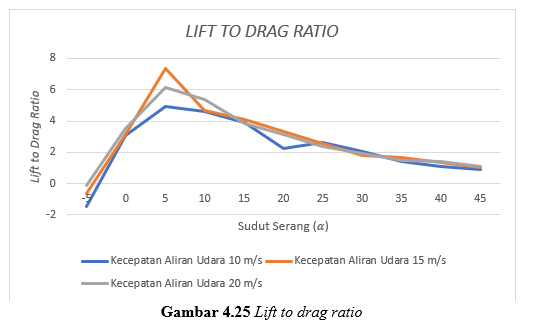 LIFT TO DRAG RATIO
8
6
4
2
0
-2
Lift to Drag Ratio
-5 0 5 10 15 20 25 30 35 40 45
Sudut Serang (α)
Kecepatan Aliran Udara 10 m/s Kecepatan Aliran Udara 15 m/s
Kecepatan Aliran Udara 20 m/s
Gambar 4.25 Lift to drag ratio